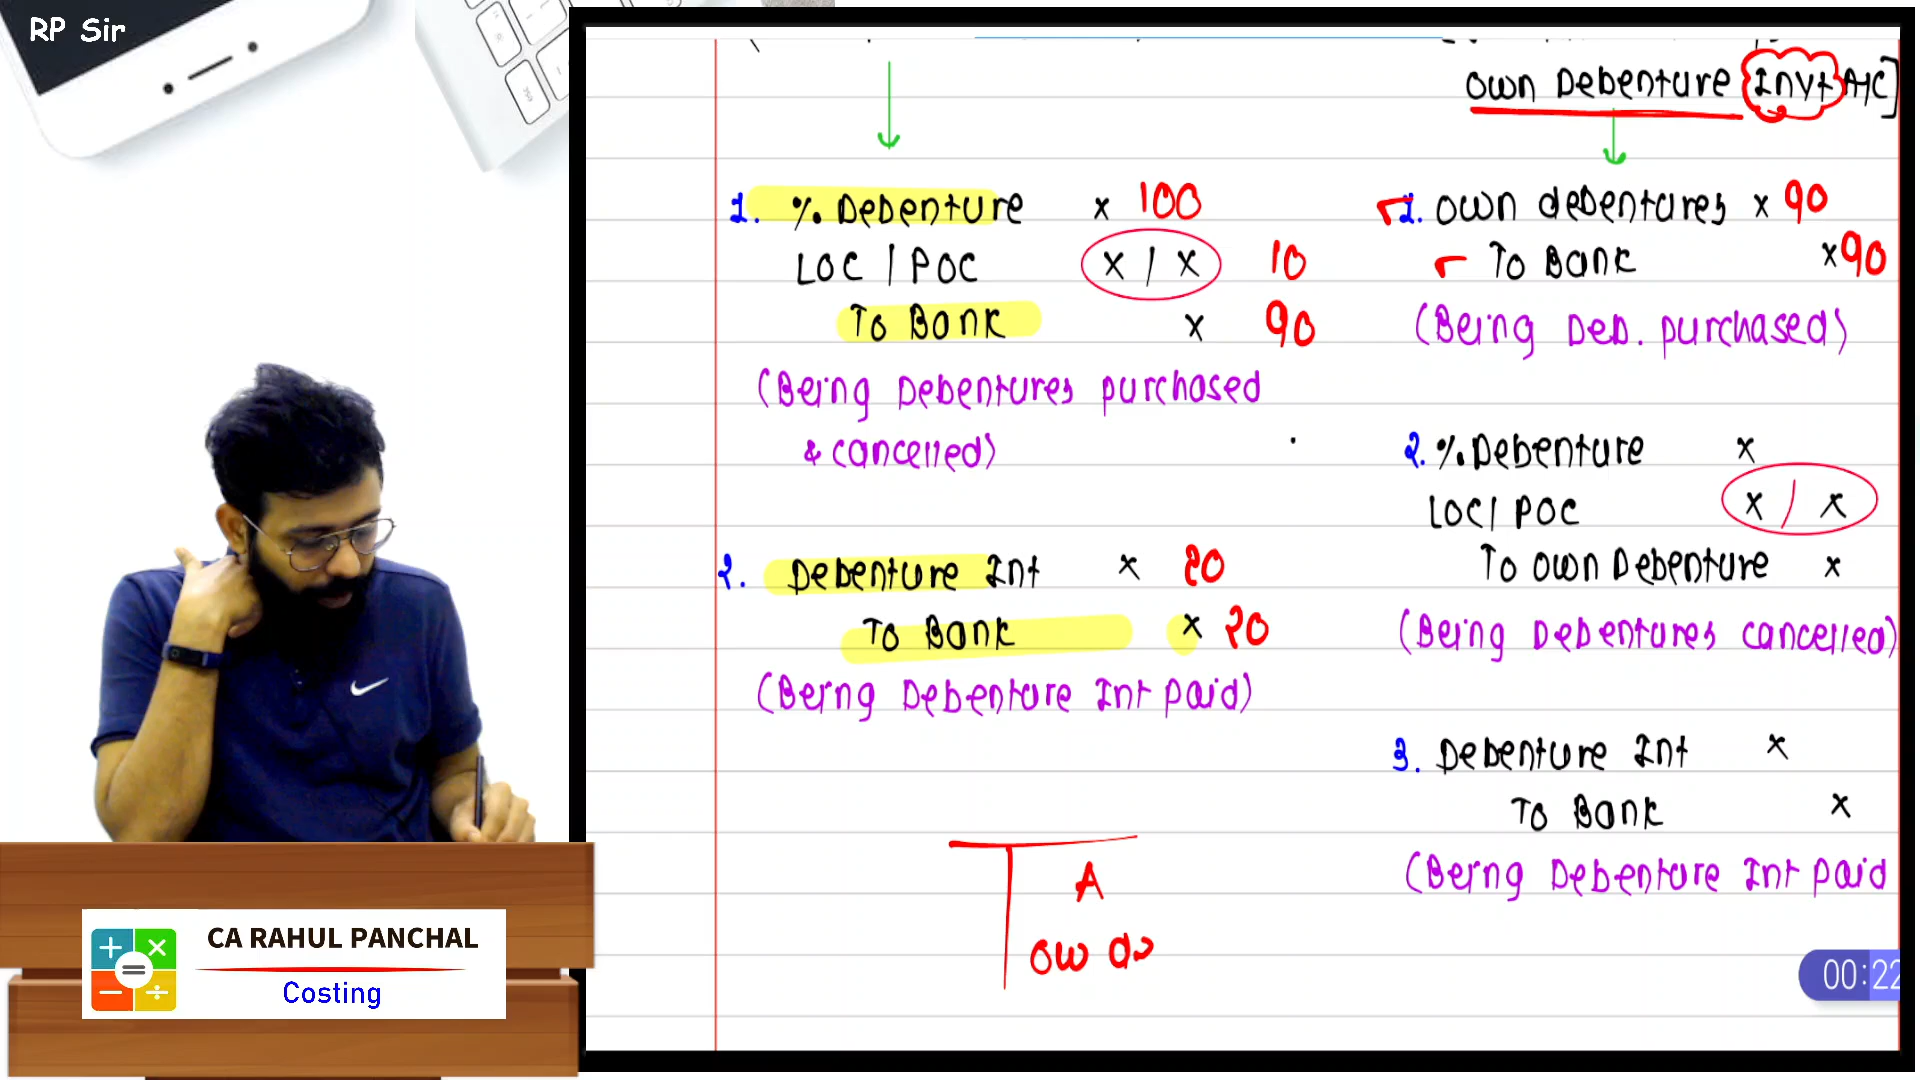 RP Sir
own Debenture Invt A/C]
1. % Debenture x 100
LOC / POC x / x 10
To Bank x 90
(Being Debentures purchased
& cancelled)
2. Debenture Int x 20
To Bank x 20
(Being Debenture Int paid)
A
ow de
1. own debentures x 90
To Bank x 90
(Being Deb. purchased)
2. % Debenture x
LOC / POC x / x
To own Debenture x
(Being Debentures cancelled)
3. Debenture Int x
To Bank x
(Being Debenture Int paid
00:22
CA RAHUL PANCHAL
Costing